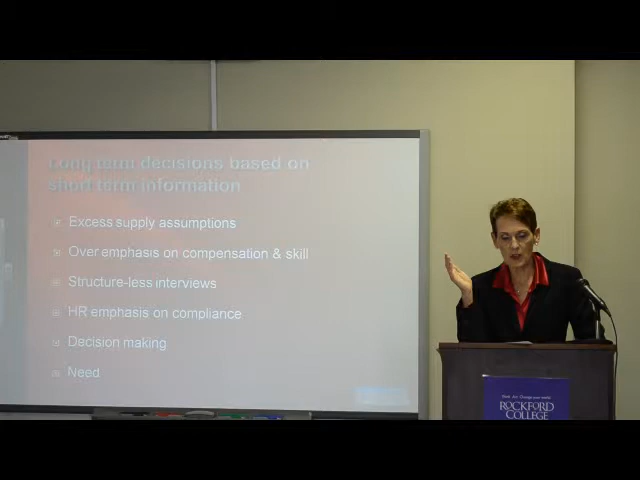 Long term decisions based on
short term information
Excess supply assumptions
Over emphasis on compensation & skill
Structure-less interviews
HR emphasis on compliance
Decision making
Need
ROCKFORD
COLLEGE